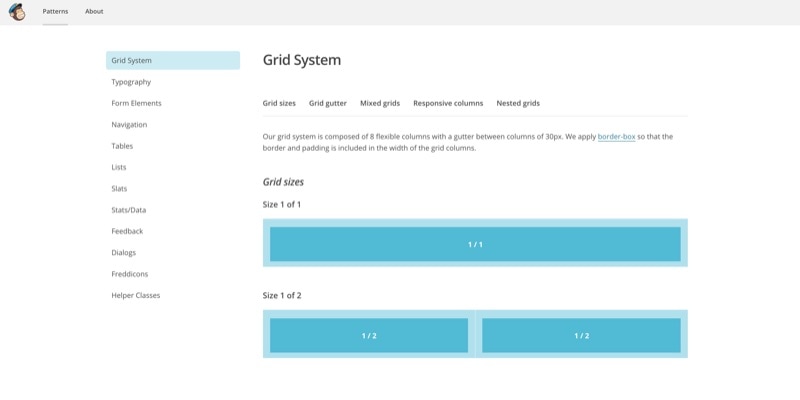 Patterns About
Grid System
Typography
Form Elements
Navigation
Tables
Lists
Slats
Stats/Data
Feedback
Dialogs
Freddicons
Helper Classes
Grid System
Grid sizes Grid gutter Mixed grids Responsive columns Nested grids
Our grid system is composed of 8 flexible columns with a gutter between columns of 30px. We apply border-box so that the
border and padding is included in the width of the grid columns.
Grid sizes
Size 1 of 1
1 / 1
Size 1 of 2
1 / 2 1 / 2